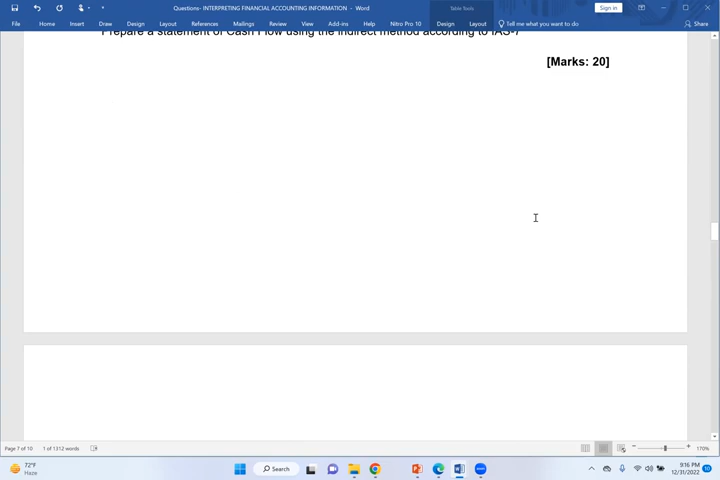 Questions- INTERPRETING FINANCIAL ACCOUNTING INFORMATION - Word
Table Tools
Sign in
File Home Insert Draw Design Layout References Mailings Review View Add-ins Help Nitro Pro 10 Design Layout Tell me what you want to do Share
Prepare a statement of Cash Flow using the indirect method according to IAS-7
[Marks: 20]
Page 7 of 10 1 of 1312 words 170%
72°F
Haze
Search
9:16 PM
12/31/2022
10